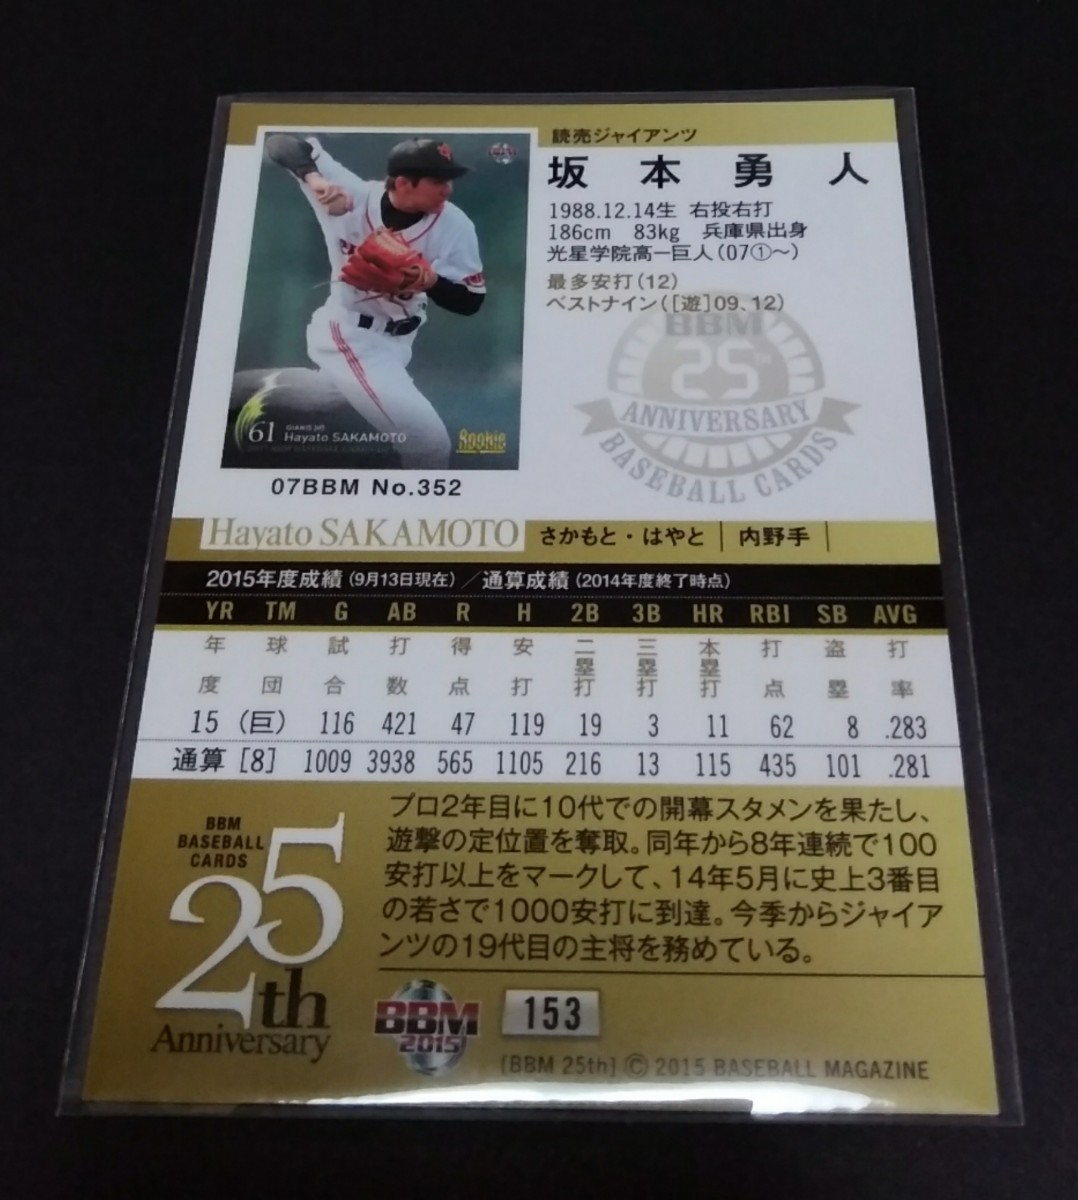 読売ジャイアンツ
坂本勇人
1988.12.14生 右投右打
186cm 83kg 兵庫県出身
光星学院高ー巨人(07①〜)
最多安打(12)
ベストナイン([遊]09、12)
BBM
25th
ANNIVERSARY
BASEBALL CARDS
BBM
61
Hayato SAKAMOTO
Rookie
07BBM No.352
Hayato SAKAMOTO さかもと・はやと 内野手
2015年度成績(9月13日現在)/通算成績(2014年度終了時点)
YR TM G AB R H 2B 3B HR RBI SB AVG
年度 球団 試合 打数 得点 安打 二塁打 三塁打 本塁打 打点 盗塁 打率
15 (巨) 116 421 47 119 19 3 11 62 8 .283
通算 [8] 1009 3938 565 1105 216 13 115 435 101 .281
プロ2年目に10代での開幕スタメンを果たし、
遊撃の定位置を奪取。同年から8年連続で100
安打以上をマークして、14年5月に史上3番目
の若さで1000安打に到達。今季からジャイア
ンツの19代目の主将を務めている。
BBM
BASEBALL
CARDS
25th
Anniversary
BBM
2015
153
[BBM 25th] © 2015 BASEBALL MAGAZINE